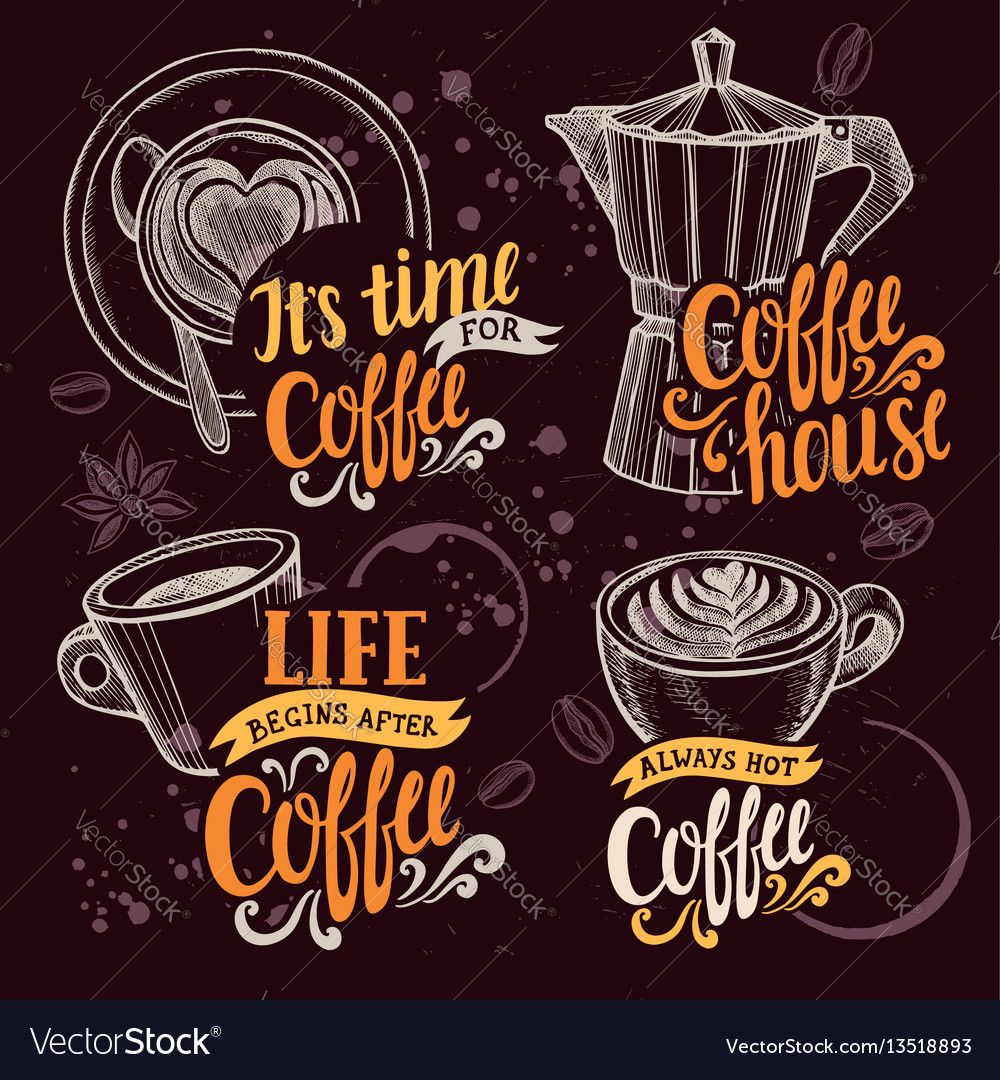 It's time
FOR
Coffee
Coffee
house
LIFE
BEGINS AFTER
Coffee
ALWAYS HOT
Coffee
VectorStock®
VectorStock.com/13518893